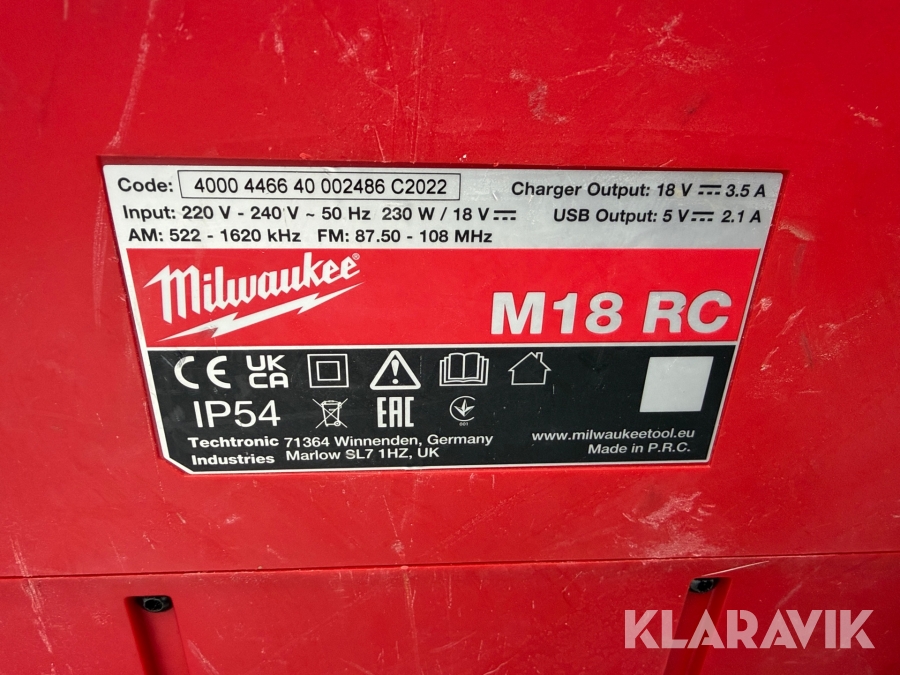 Code: 4000 4466 40 002486 C2022
Charger Output: 18 V ⎓ 3.5 A
Input: 220 V - 240 V ~ 50 Hz 230 W / 18 V ⎓
USB Output: 5 V ⎓ 2.1 A
AM: 522 - 1620 kHz FM: 87.50 - 108 MHz
Milwaukee®
M18 RC
CE UK CA
IP54 EAC 001
Techtronic Industries
71364 Winnenden, Germany
Marlow SL7 1HZ, UK
www.milwaukeetool.eu
Made in P.R.C.
KLARAVIK